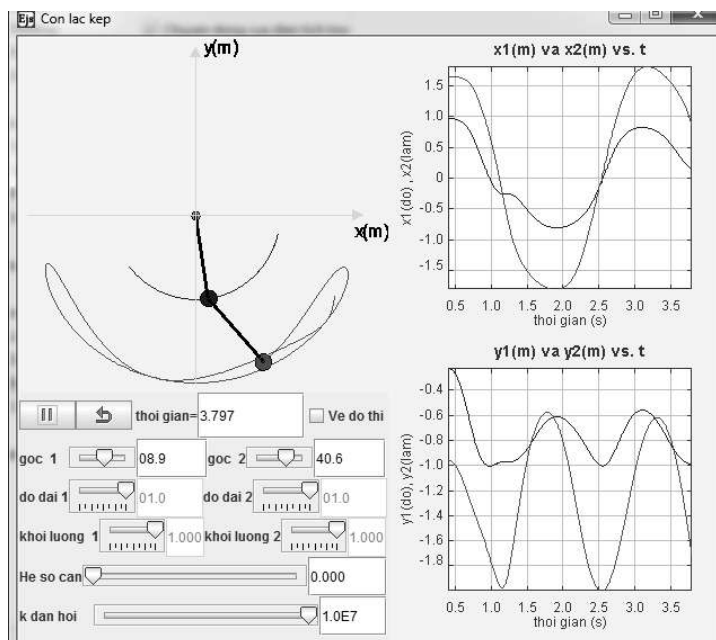 Ejs Con lac kep
y(m)
x(m)
x1(m) va x2(m) vs. t
x1(do) , x2(lam)
1.5
1.0
0.5
0
-0.5
-1.0
-1.5
0.5 1.0 1.5 2.0 2.5 3.0 3.5
thoi gian (s)
y1(m) va y2(m) vs. t
y1(do), y2(lam)
-0.4
-0.6
-0.8
-1.0
-1.2
-1.4
-1.6
-1.8
0.5 1.0 1.5 2.0 2.5 3.0 3.5
thoi gian (s)
thoi gian= 3.797 Ve do thi
goc 1 08.9 goc 2 40.6
do dai 1 01.0 do dai 2 01.0
khoi luong 1 1.000 khoi luong 2 1.000
He so can 0.000
k dan hoi 1.0E7